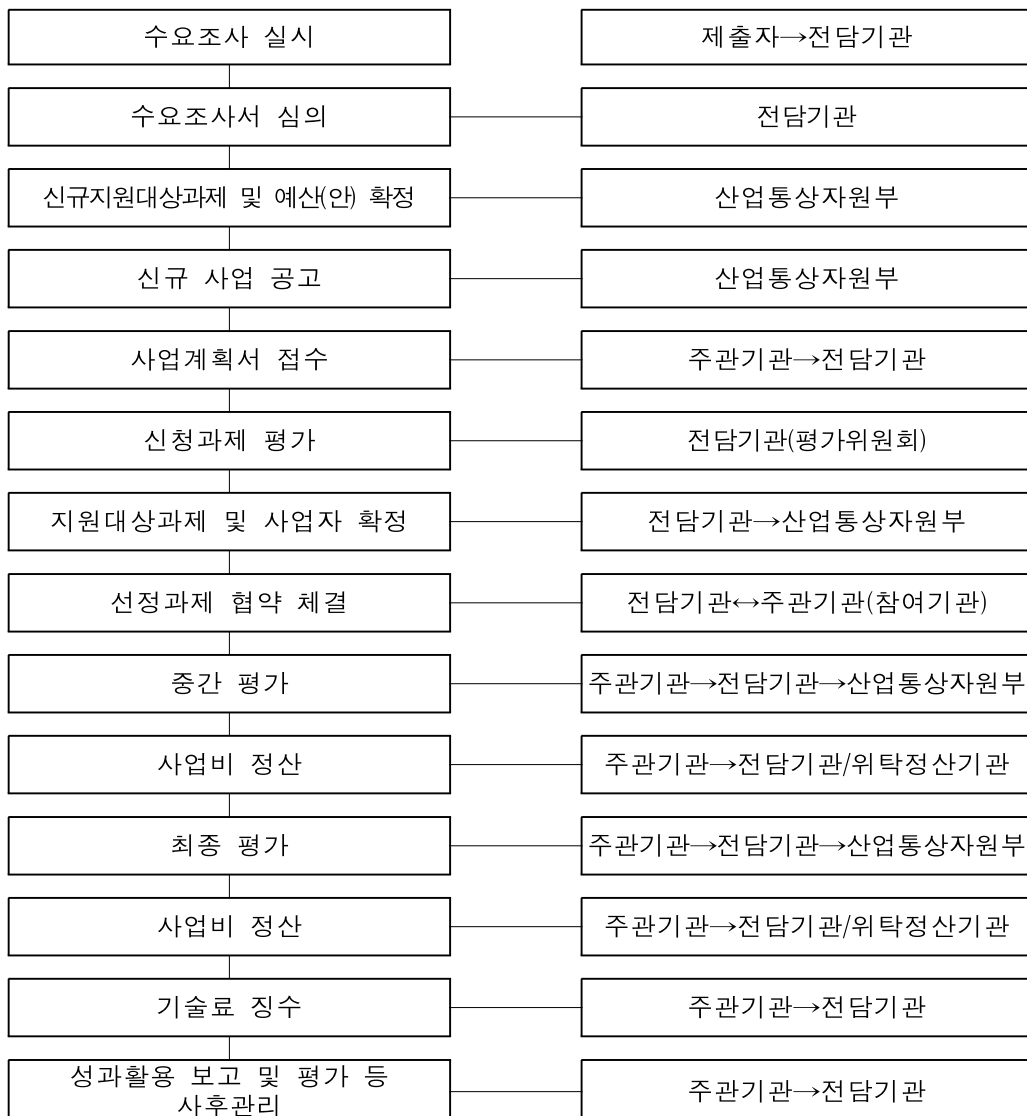 수요조사 실시
제출자→전담기관
수요조사서 심의
전담기관
신규지원대상과제 및 예산(안) 확정
산업통상자원부
신규 사업 공고
산업통상자원부
사업계획서 접수
주관기관→전담기관
신청과제 평가
전담기관(평가위원회)
지원대상과제 및 사업자 확정
전담기관→산업통상자원부
선정과제 협약 체결
전담기관↔주관기관(참여기관)
중간 평가
주관기관→전담기관→산업통상자원부
사업비 정산
주관기관→전담기관/위탁정산기관
최종 평가
주관기관→전담기관→산업통상자원부
사업비 정산
주관기관→전담기관/위탁정산기관
기술료 징수
주관기관→전담기관
성과활용 보고 및 평가 등
사후관리
주관기관→전담기관